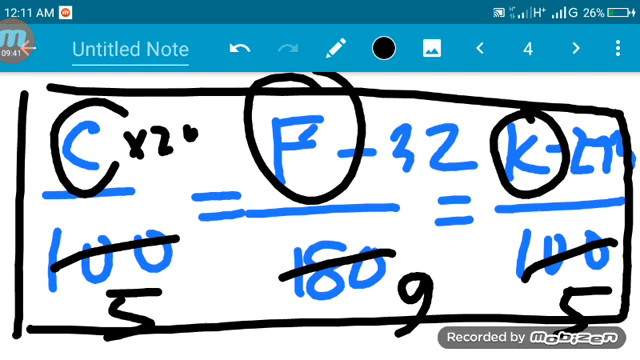 12:11 AM H+ G 26%
09:41
Untitled Note 4
C ×20 = F - 32 = K - 273
100 180 100
5 9 5
Recorded by mobizen